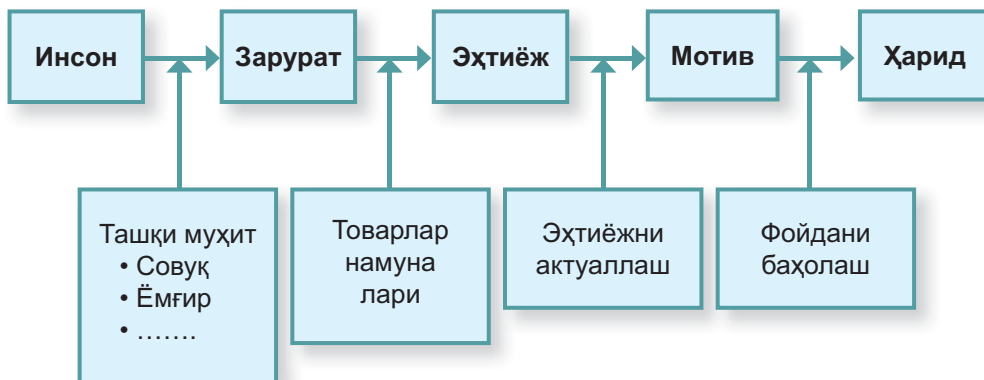 Инсон
Зарурат
Эҳтиёж
Мотив
Ҳарид
Ташқи муҳит
• Совуқ
• Ёмғир
• …….
Товарлар
намуна
лари
Эҳтиёжни
актуаллаш
Фойдани
баҳолаш